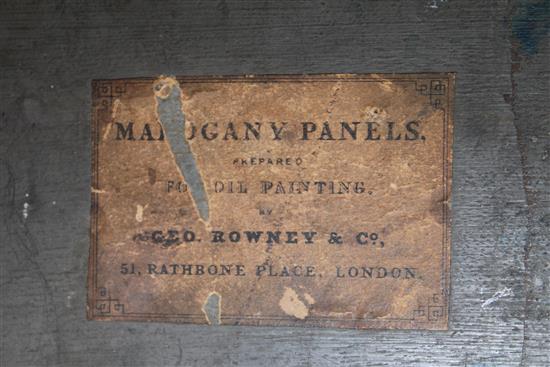 MAHOGANY PANELS,
PREPARED
FOR OIL PAINTING,
BY
GEO. ROWNEY & Cº,
51, RATHBONE PLACE, LONDON.